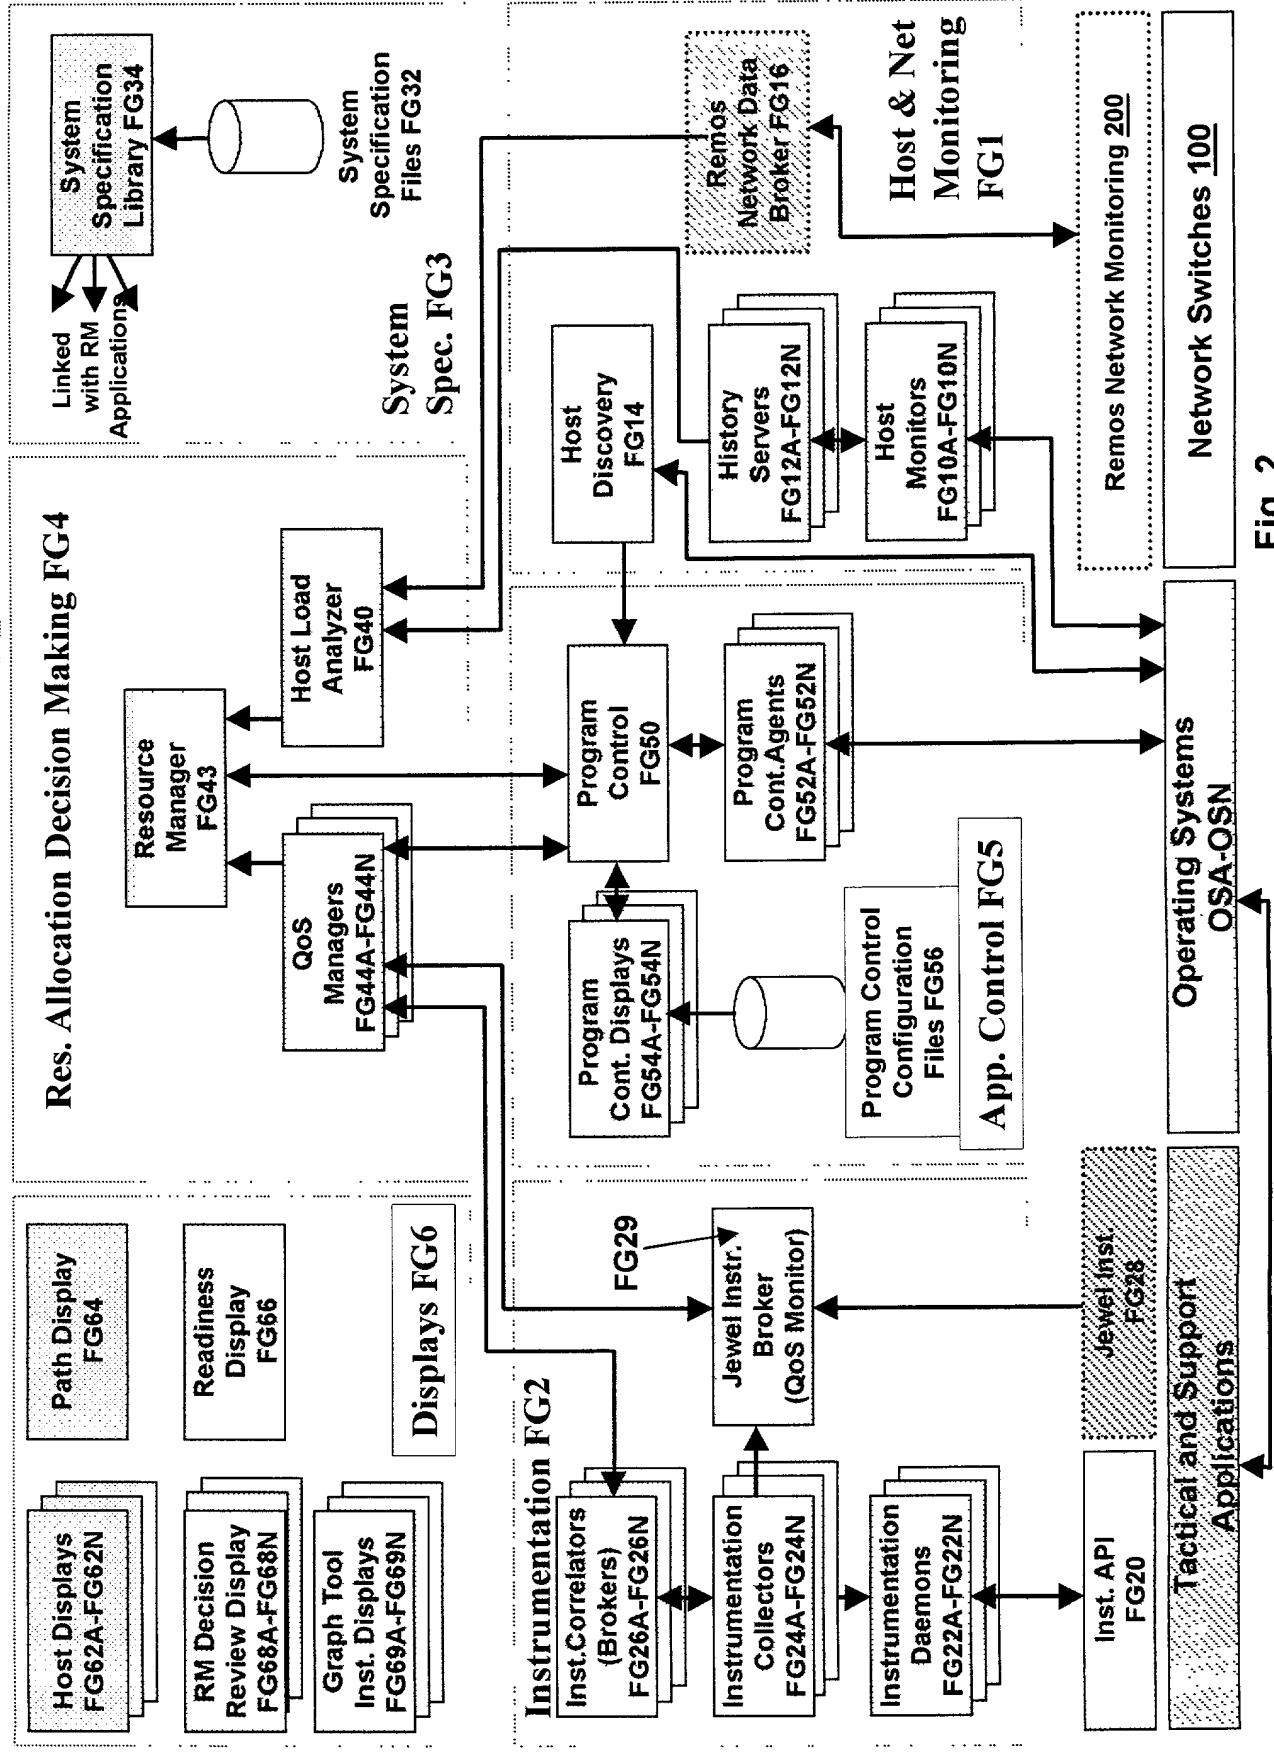 Host Displays
FG62A-FG62N
Path Display
FG64
RM Decision
Review Display
FG68A-FG68N
Readiness
Display
FG66
Graph Tool
Inst. Displays
FG69A-FG69N
Displays FG6
Res. Allocation Decision Making FG4
Resource
Manager
FG43
QoS
Managers
FG44A-FG44N
Host Load
Analyzer
FG40
Linked
with RM
Applications
System
Specification
Library FG34
System
Specification
Files FG32
System
Spec. FG3
Instrumentation FG2
Inst.Correlators
(Brokers)
FG26A-FG26N
Instrumentation
Collectors
FG24A-FG24N
Instrumentation
Daemons
FG22A-FG22N
FG29
Jewel Instr.
Broker
(QoS Monitor)
Inst. API
FG20
Jewel Inst.
FG28
Program
Cont. Displays
FG54A-FG54N
Program
Control
FG50
Program
Cont.Agents
FG52A-FG52N
Program Control
Configuration
Files FG56
App. Control FG5
Host
Discovery
FG14
History
Servers
FG12A-FG12N
Host
Monitors
FG10A-FG10N
Remos
Network Data
Broker FG16
Host & Net
Monitoring
FG1
Remos Network Monitoring 200
Tactical and Support
Applications
Operating Systems
OSA-OSN
Network Switches 100
Fig. 2